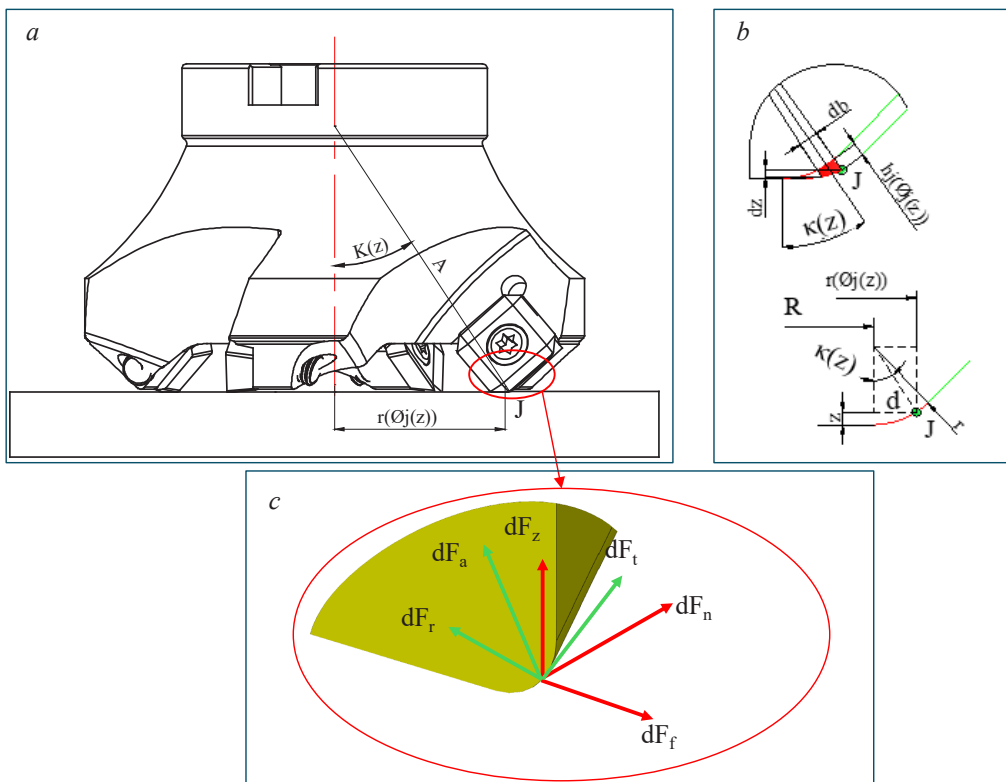 a
K(z)
A
r(Øj(z))
J
b
db
J
dz
hj(Øj(z))
κ(z)
r(Øj(z))
R
κ(z)
d
z
J
r
c
dFz
dFa
dFt
dFr
dFn
dFf